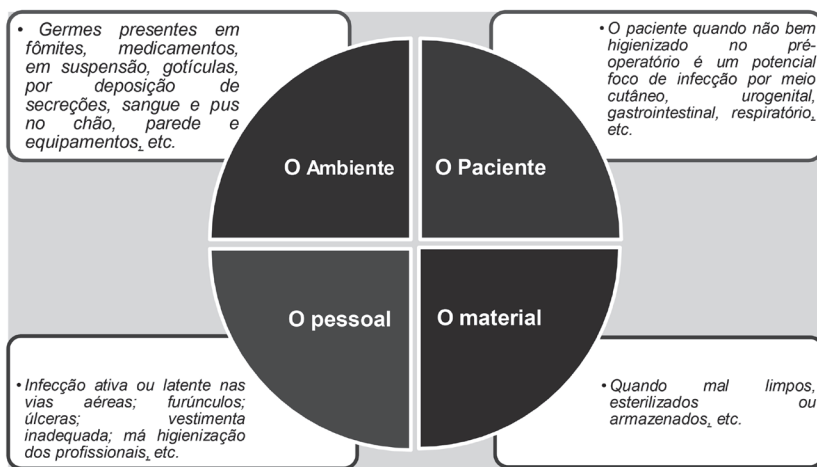 • Germes presentes em
fômites, medicamentos,
em suspensão, gotículas,
por deposição de
secreções, sangue e pus
no chão, parede e
equipamentos, etc.
• O paciente quando não bem
higienizado no pré-
operatório é um potencial
foco de infecção por meio
cutâneo, urogenital,
gastrointestinal, respiratório,
etc.
O Ambiente
O Paciente
O pessoal
O material
• Infecção ativa ou latente nas
vias aéreas; furúnculos;
úlceras; vestimenta
inadequada; má higienização
dos profissionais, etc.
• Quando mal limpos,
esterilizados ou
armazenados, etc.